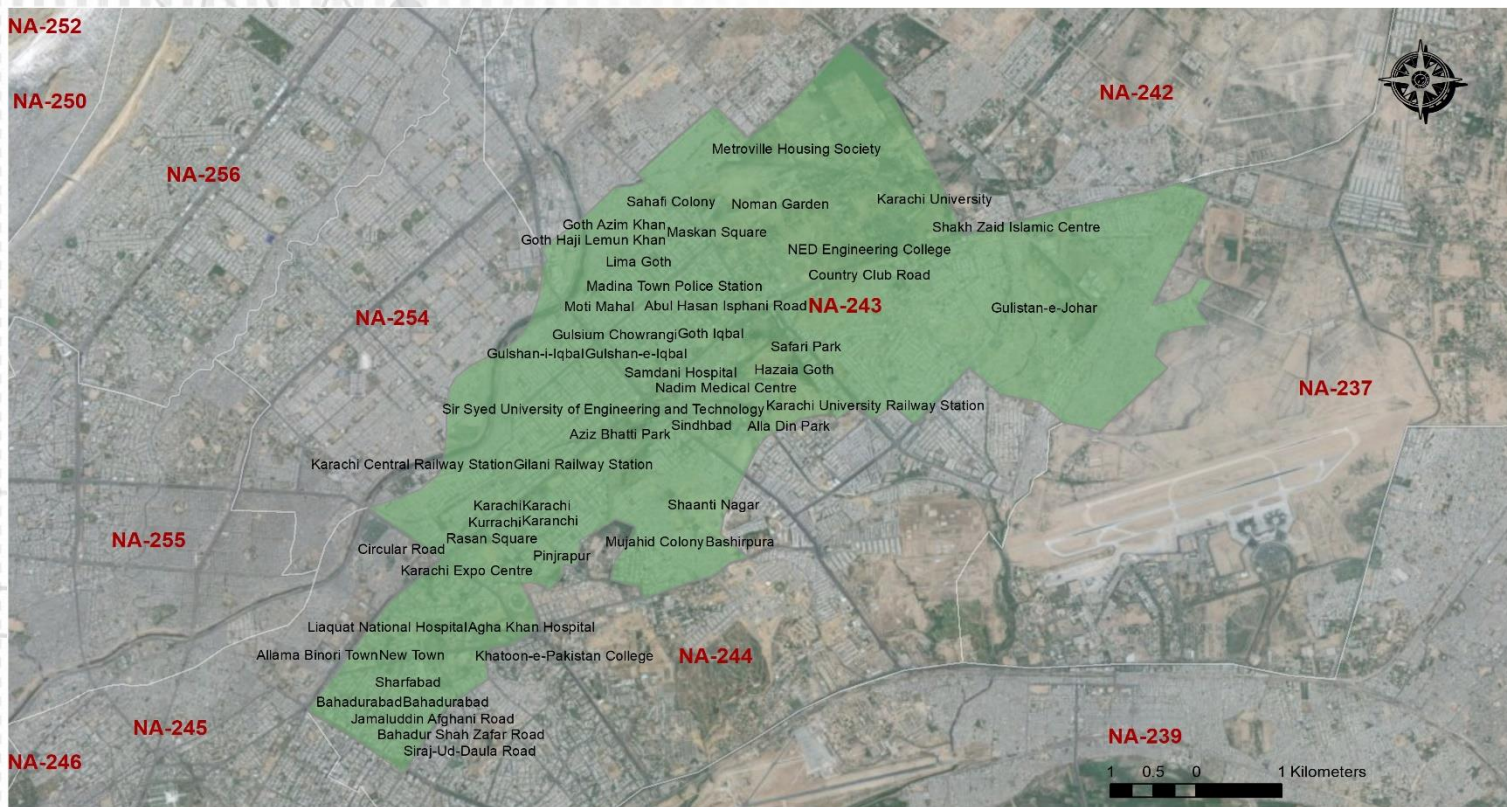 NA-252
NA-250
NA-242
NA-256
Metroville Housing Society
Sahafi Colony
Noman Garden
Karachi University
Goth Azim Khan
Maskan Square
Shakh Zaid Islamic Centre
Goth Haji Lemun Khan
NED Engineering College
Lima Goth
Country Club Road
Madina Town Police Station
Moti Mahal
Abul Hasan Isphani Road
NA-243
Gulistan-e-Johar
NA-254
Gulsium Chowrangi
Goth Iqbal
Safari Park
Gulshan-i-Iqbal
Gulshan-e-Iqbal
Samdani Hospital
Hazaia Goth
Nadim Medical Centre
NA-237
Sir Syed University of Engineering and Technology
Karachi University Railway Station
Sindhbad
Alla Din Park
Aziz Bhatti Park
Karachi Central Railway Station
Gilani Railway Station
Karachi
Karachi
Shaanti Nagar
Kurrachi
Karanchi
Rasan Square
NA-255
Circular Road
Mujahid Colony
Bashirpura
Pinjrapur
Karachi Expo Centre
Liaquat National Hospital
Agha Khan Hospital
Allama Binori Town
New Town
Khatoon-e-Pakistan College
NA-244
Sharfabad
Bahadurabad
Bahadurabad
Jamaluddin Afghani Road
NA-245
Bahadur Shah Zafar Road
NA-239
Siraj-Ud-Daula Road
NA-246
1 0.5 0 1 Kilometers